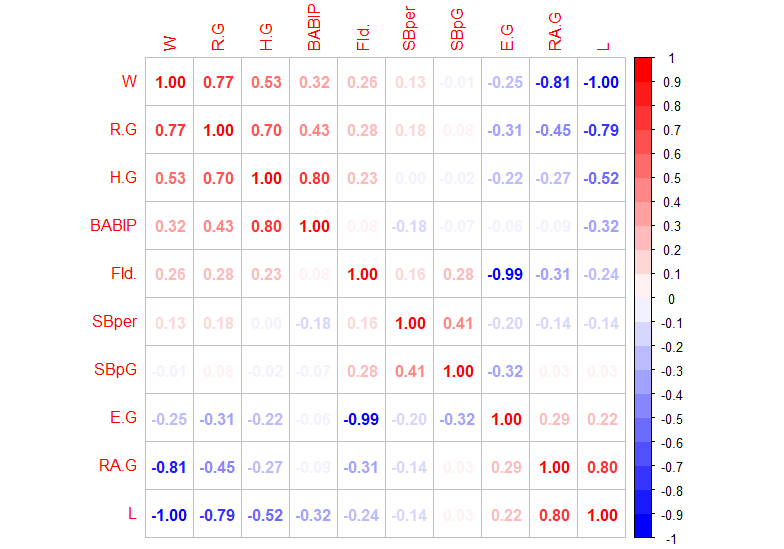 W R.G H.G BABIP Fld. SBper SBpG E.G RA.G L
W 1.00 0.77 0.53 0.32 0.26 0.13 -0.01 -0.25 -0.81 -1.00
R.G 0.77 1.00 0.70 0.43 0.28 0.18 0.08 -0.31 -0.45 -0.79
H.G 0.53 0.70 1.00 0.80 0.23 0.00 -0.02 -0.22 -0.27 -0.52
BABIP 0.32 0.43 0.80 1.00 0.08 -0.18 -0.07 -0.06 -0.09 -0.32
Fld. 0.26 0.28 0.23 0.08 1.00 0.16 0.28 -0.99 -0.31 -0.24
SBper 0.13 0.18 0.00 -0.18 0.16 1.00 0.41 -0.20 -0.14 -0.14
SBpG -0.01 0.08 -0.02 -0.07 0.28 0.41 1.00 -0.32 0.03 0.03
E.G -0.25 -0.31 -0.22 -0.06 -0.99 -0.20 -0.32 1.00 0.29 0.22
RA.G -0.81 -0.45 -0.27 -0.09 -0.31 -0.14 0.03 0.29 1.00 0.80
L -1.00 -0.79 -0.52 -0.32 -0.24 -0.14 0.03 0.22 0.80 1.00
1
0.9
0.8
0.7
0.6
0.5
0.4
0.3
0.2
0.1
0
-0.1
-0.2
-0.3
-0.4
-0.5
-0.6
-0.7
-0.8
-0.9
-1